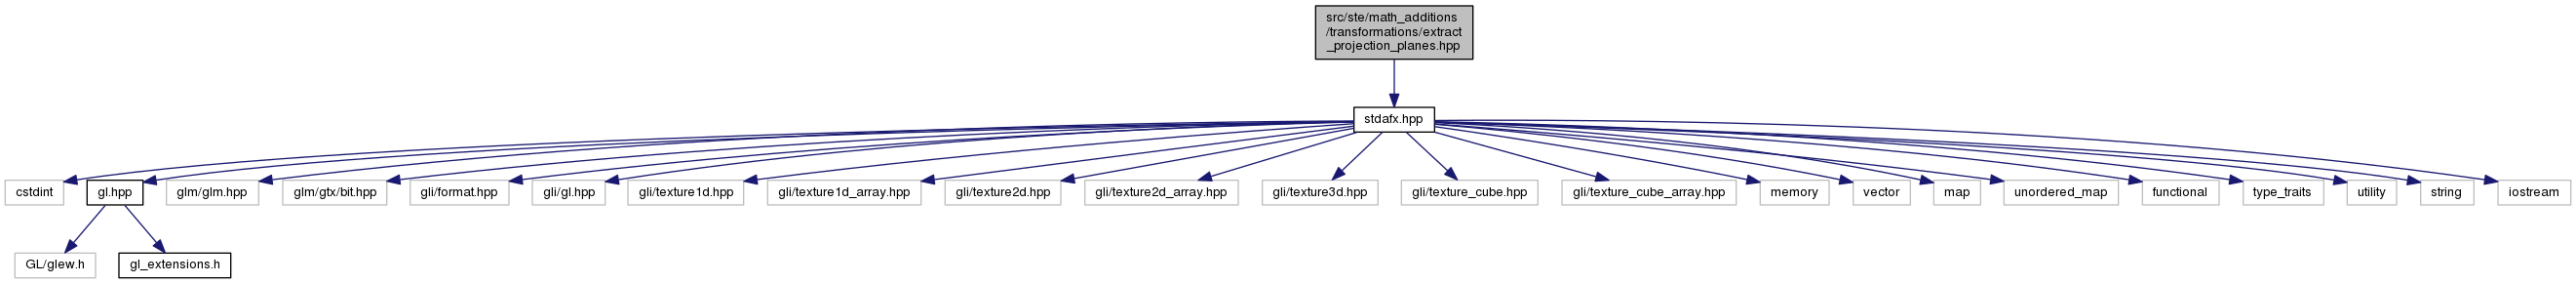 src/ste/math_additions
/transformations/extract
_projection_planes.hpp
stdafx.hpp
cstdint
gl.hpp
glm/glm.hpp
glm/gtx/bit.hpp
gli/format.hpp
gli/gl.hpp
gli/texture1d.hpp
gli/texture1d_array.hpp
gli/texture2d.hpp
gli/texture2d_array.hpp
gli/texture3d.hpp
gli/texture_cube.hpp
gli/texture_cube_array.hpp
memory
vector
map
unordered_map
functional
type_traits
utility
string
iostream
GL/glew.h
gl_extensions.h